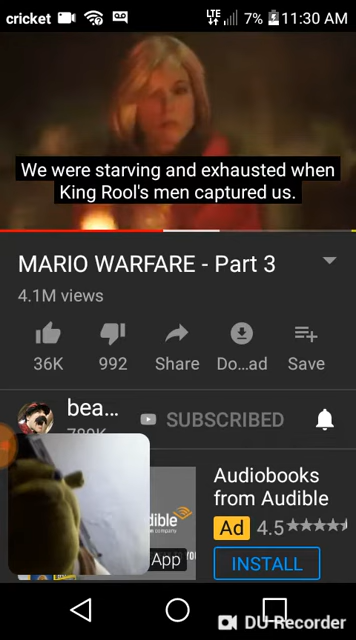 cricket LTE 7% 11:30 AM
We were starving and exhausted when
King Rool's men captured us.
MARIO WARFARE - Part 3
4.1M views
36K 992 Share Do...ad Save
bea... SUBSCRIBED
Audiobooks
from Audible
Ad 4.5
dible
App
INSTALL
DU Recorder